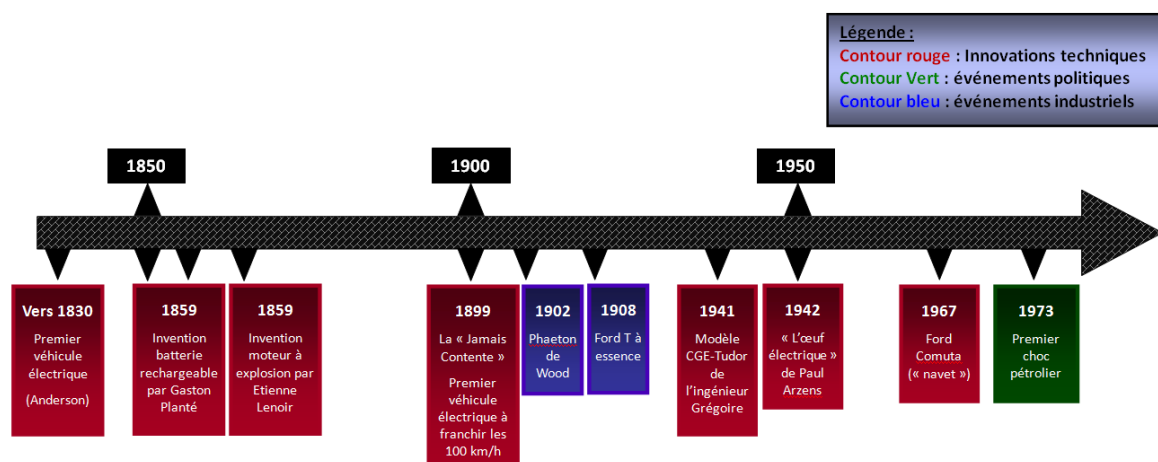 Légende :
Contour rouge : Innovations techniques
Contour Vert : événements politiques
Contour bleu : événements industriels
1850
1900
1950
Vers 1830
Premier
véhicule
électrique
(Anderson)
1859
Invention
batterie
rechargeable
par Gaston
Planté
1859
Invention
moteur à
explosion par
Etienne
Lenoir
1899
La « Jamais
Contente »
Premier
véhicule
électrique à
franchir les
100 km/h
1902
Phaeton
de
Wood
1908
Ford T à
essence
1941
Modèle
CGE-Tudor
de
l'ingénieur
Grégoire
1942
« L'œuf
électrique »
de Paul
Arzens
1967
Ford
Comuta
(« navet »)
1973
Premier
choc
pétrolier